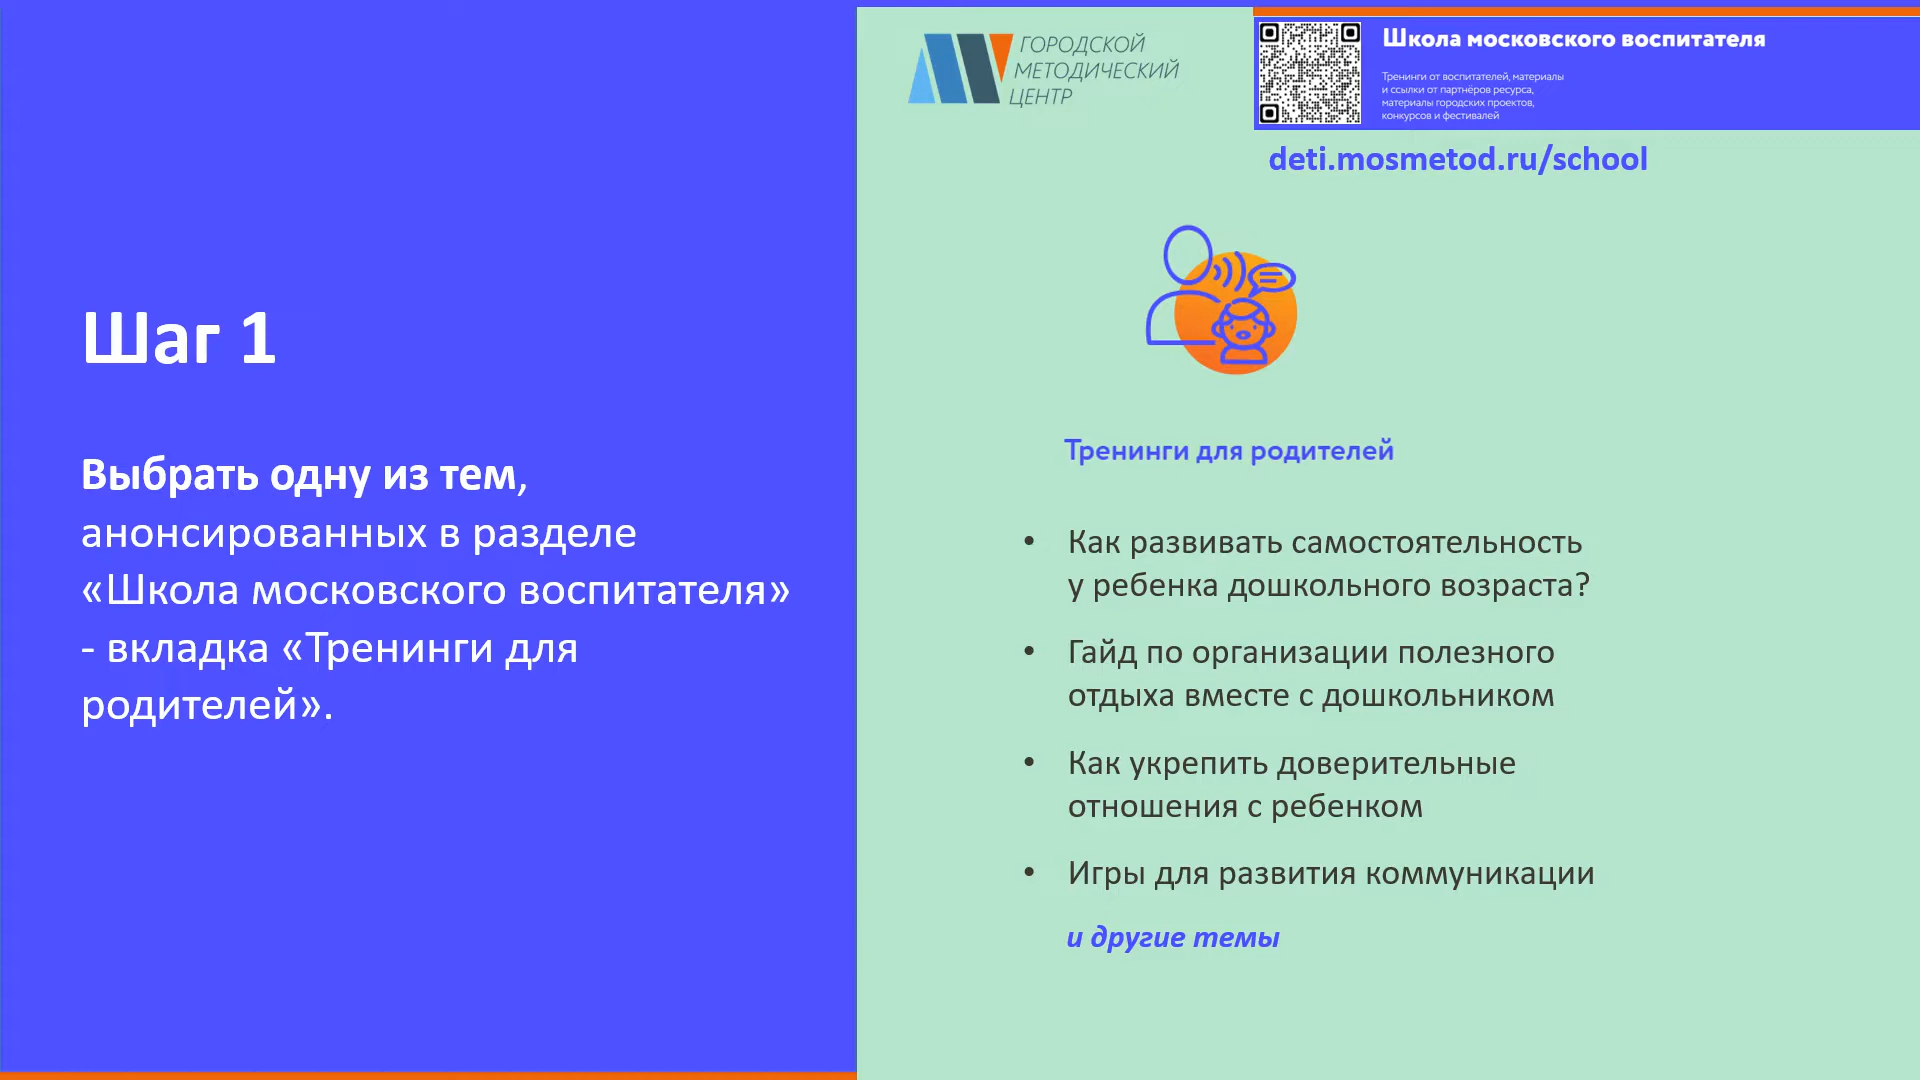 Шаг 1
Выбрать одну из тем,
анонсированных в разделе
«Школа московского воспитателя»
- вкладка «Тренинги для
родителей».
ГОРОДСКОЙ
МЕТОДИЧЕСКИЙ
ЦЕНТР
Школа московского воспитателя
Тренинги от воспитателей, материалы
и ссылки от партнёров ресурса,
материалы городских проектов,
конкурсов и фестивалей
deti.mosmetod.ru/school
Тренинги для родителей
• Как развивать самостоятельность
у ребенка дошкольного возраста?
• Гайд по организации полезного
отдыха вместе с дошкольником
• Как укрепить доверительные
отношения с ребенком
• Игры для развития коммуникации
и другие темы